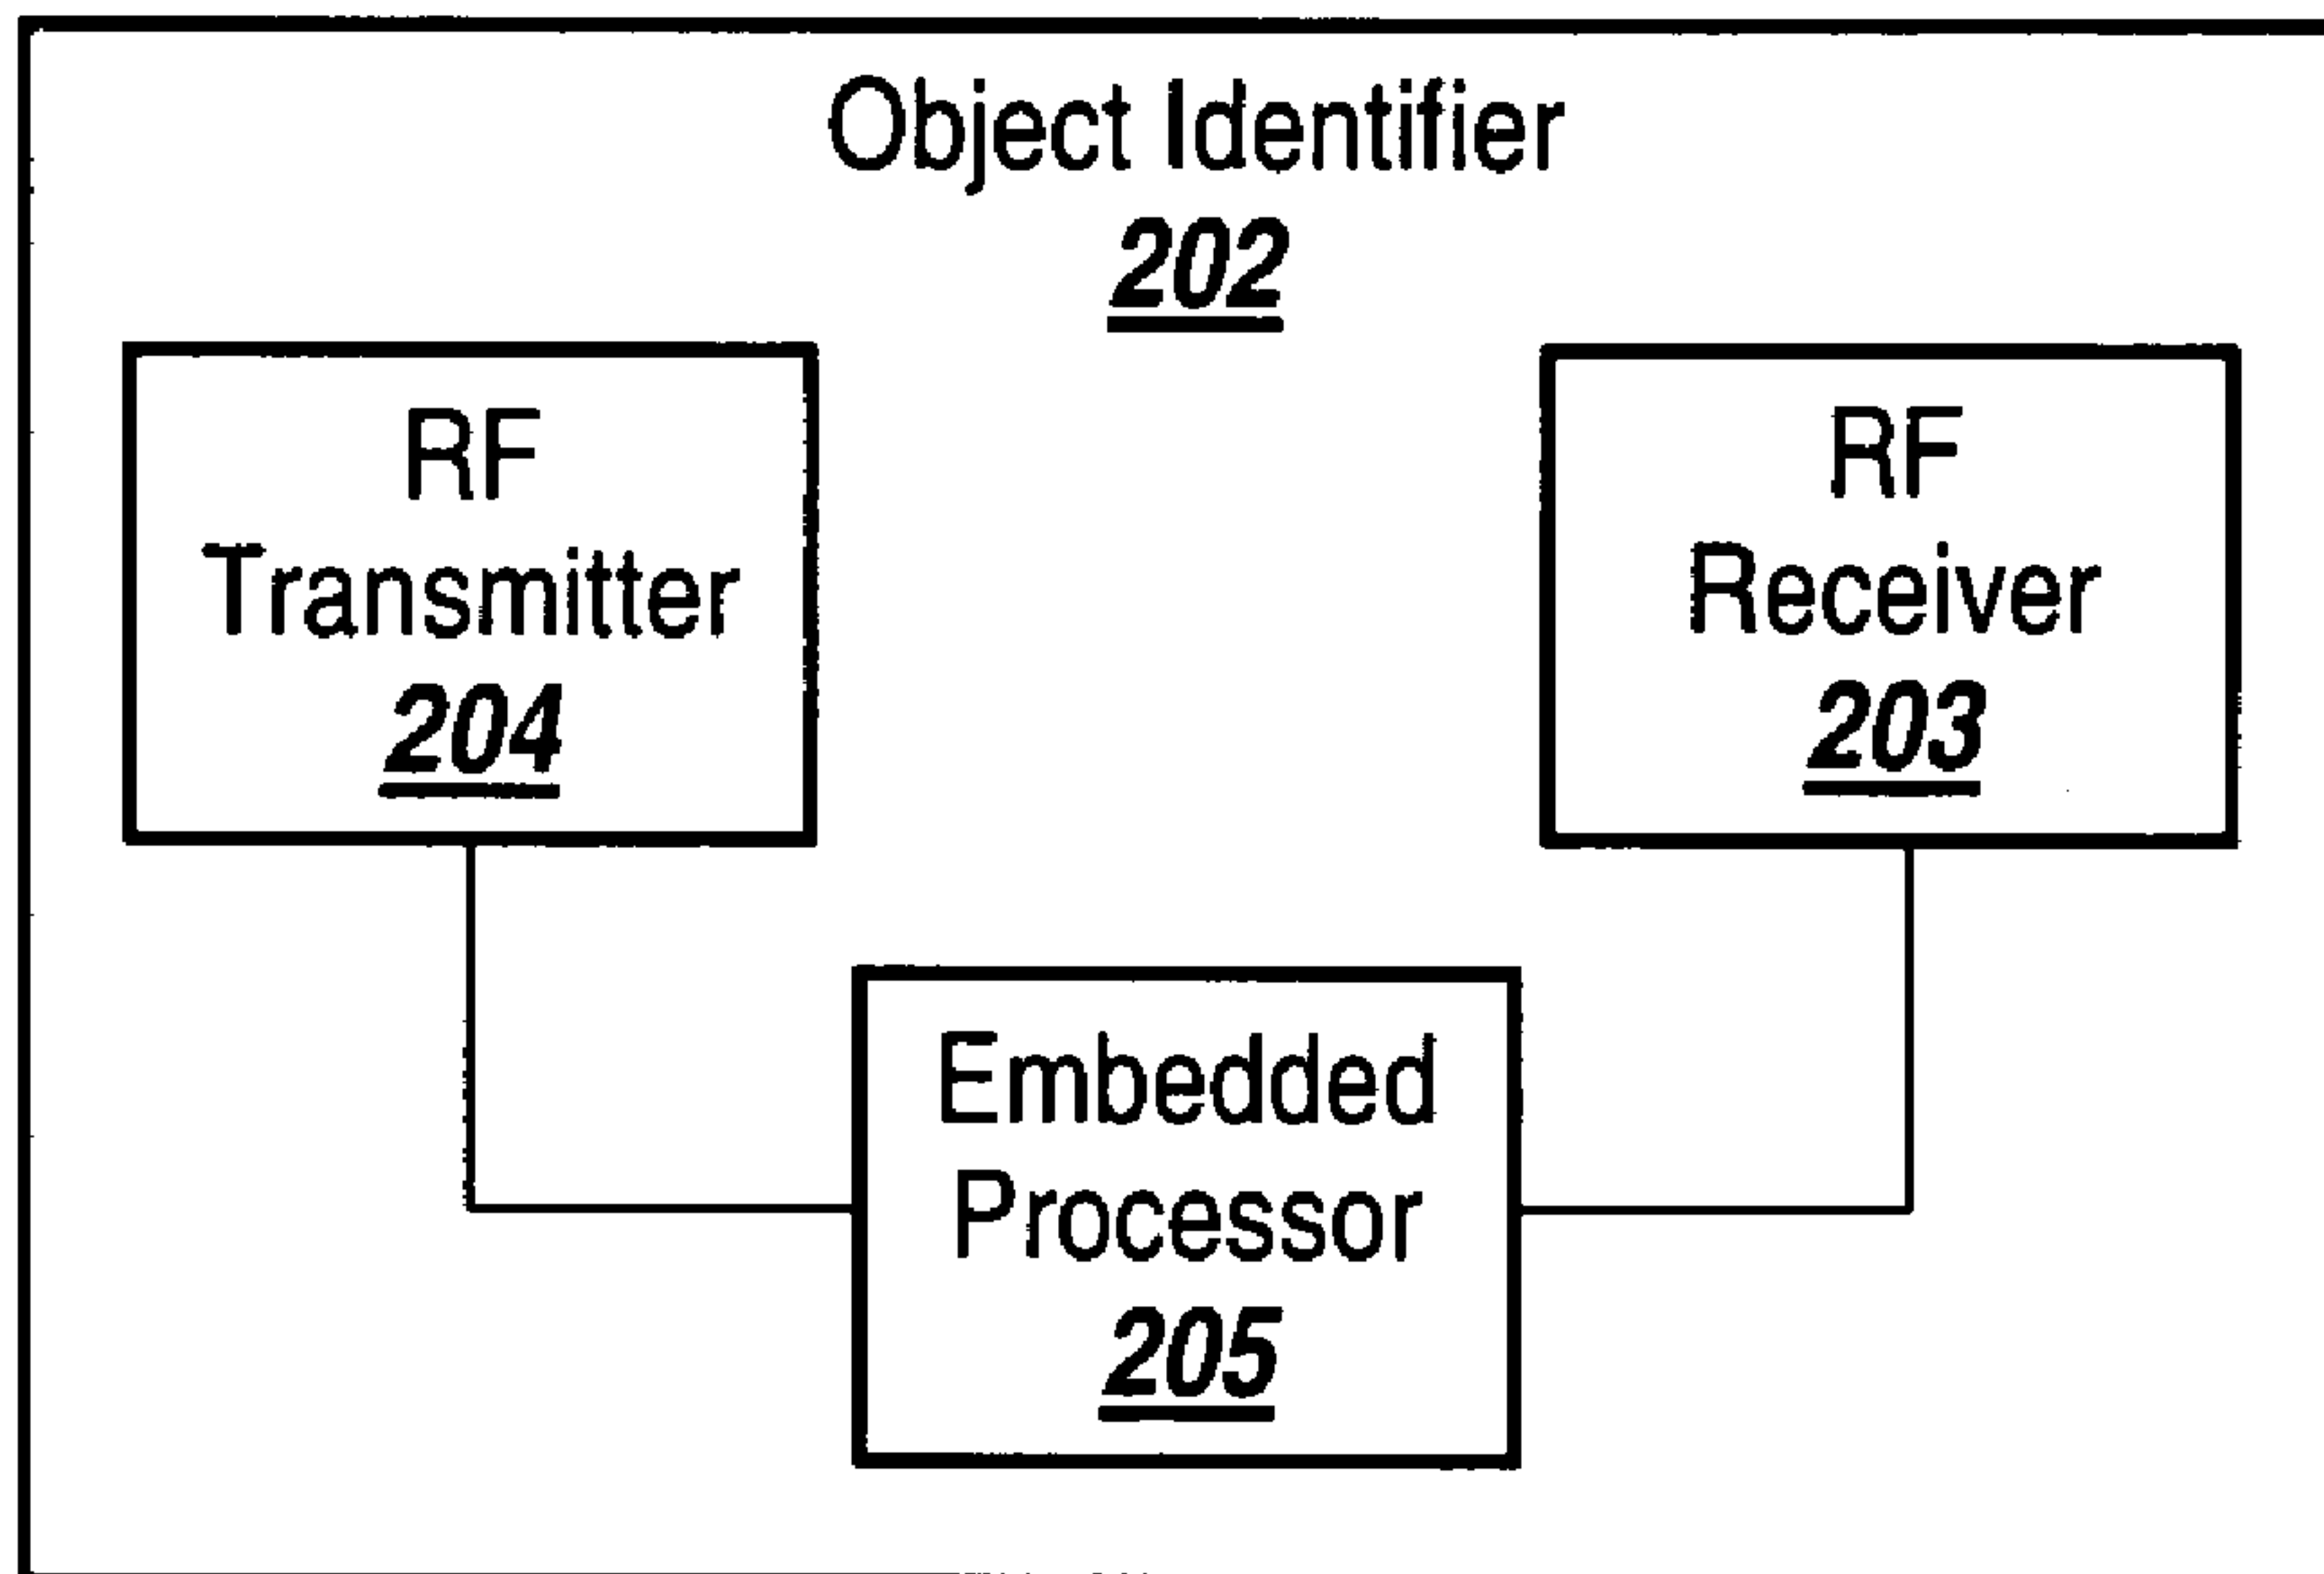 Object Identifier
202
RF
Transmitter
204
RF
Receiver
203
Embedded
Processor
205